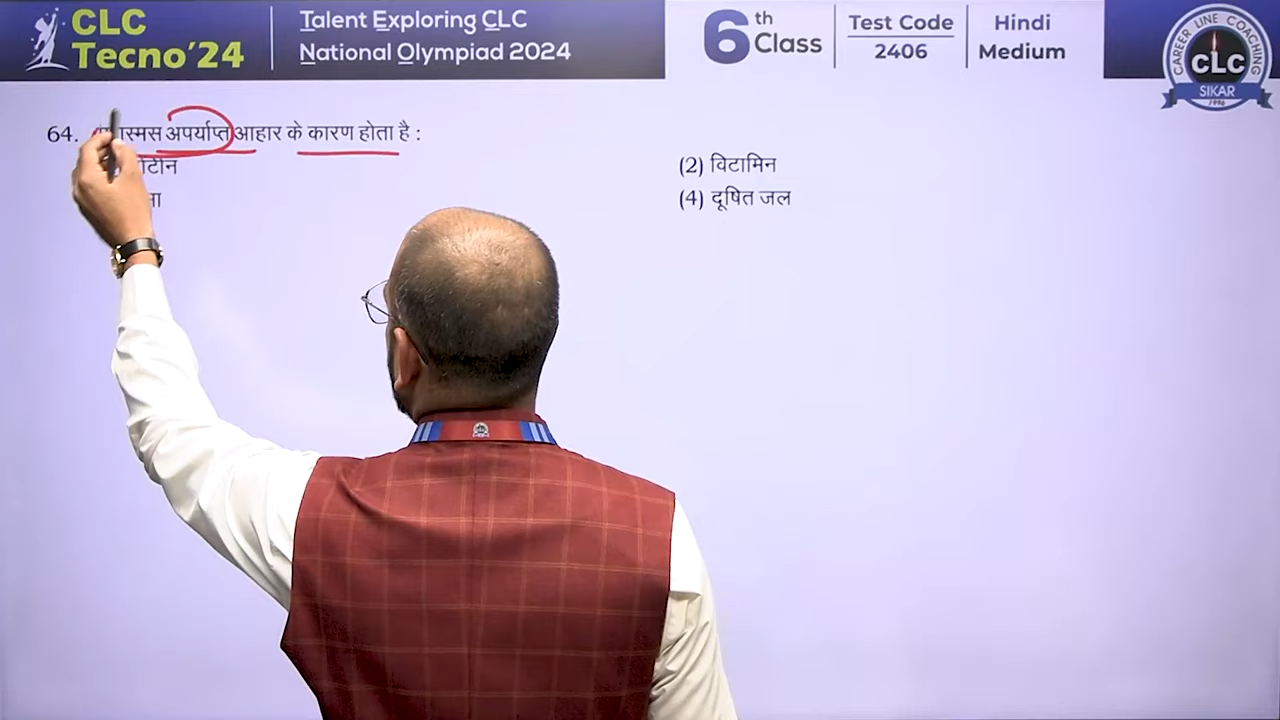 CLC
Tecno'24
Talent Exploring CLC
National Olympiad 2024
6th Class
Test Code
2406
Hindi
Medium
CAREER LINE COACHING
CLC
SIKAR
1996
64. अपर्याप्त आहार के कारण होता है :
(2) विटामिन
(4) दूषित जल